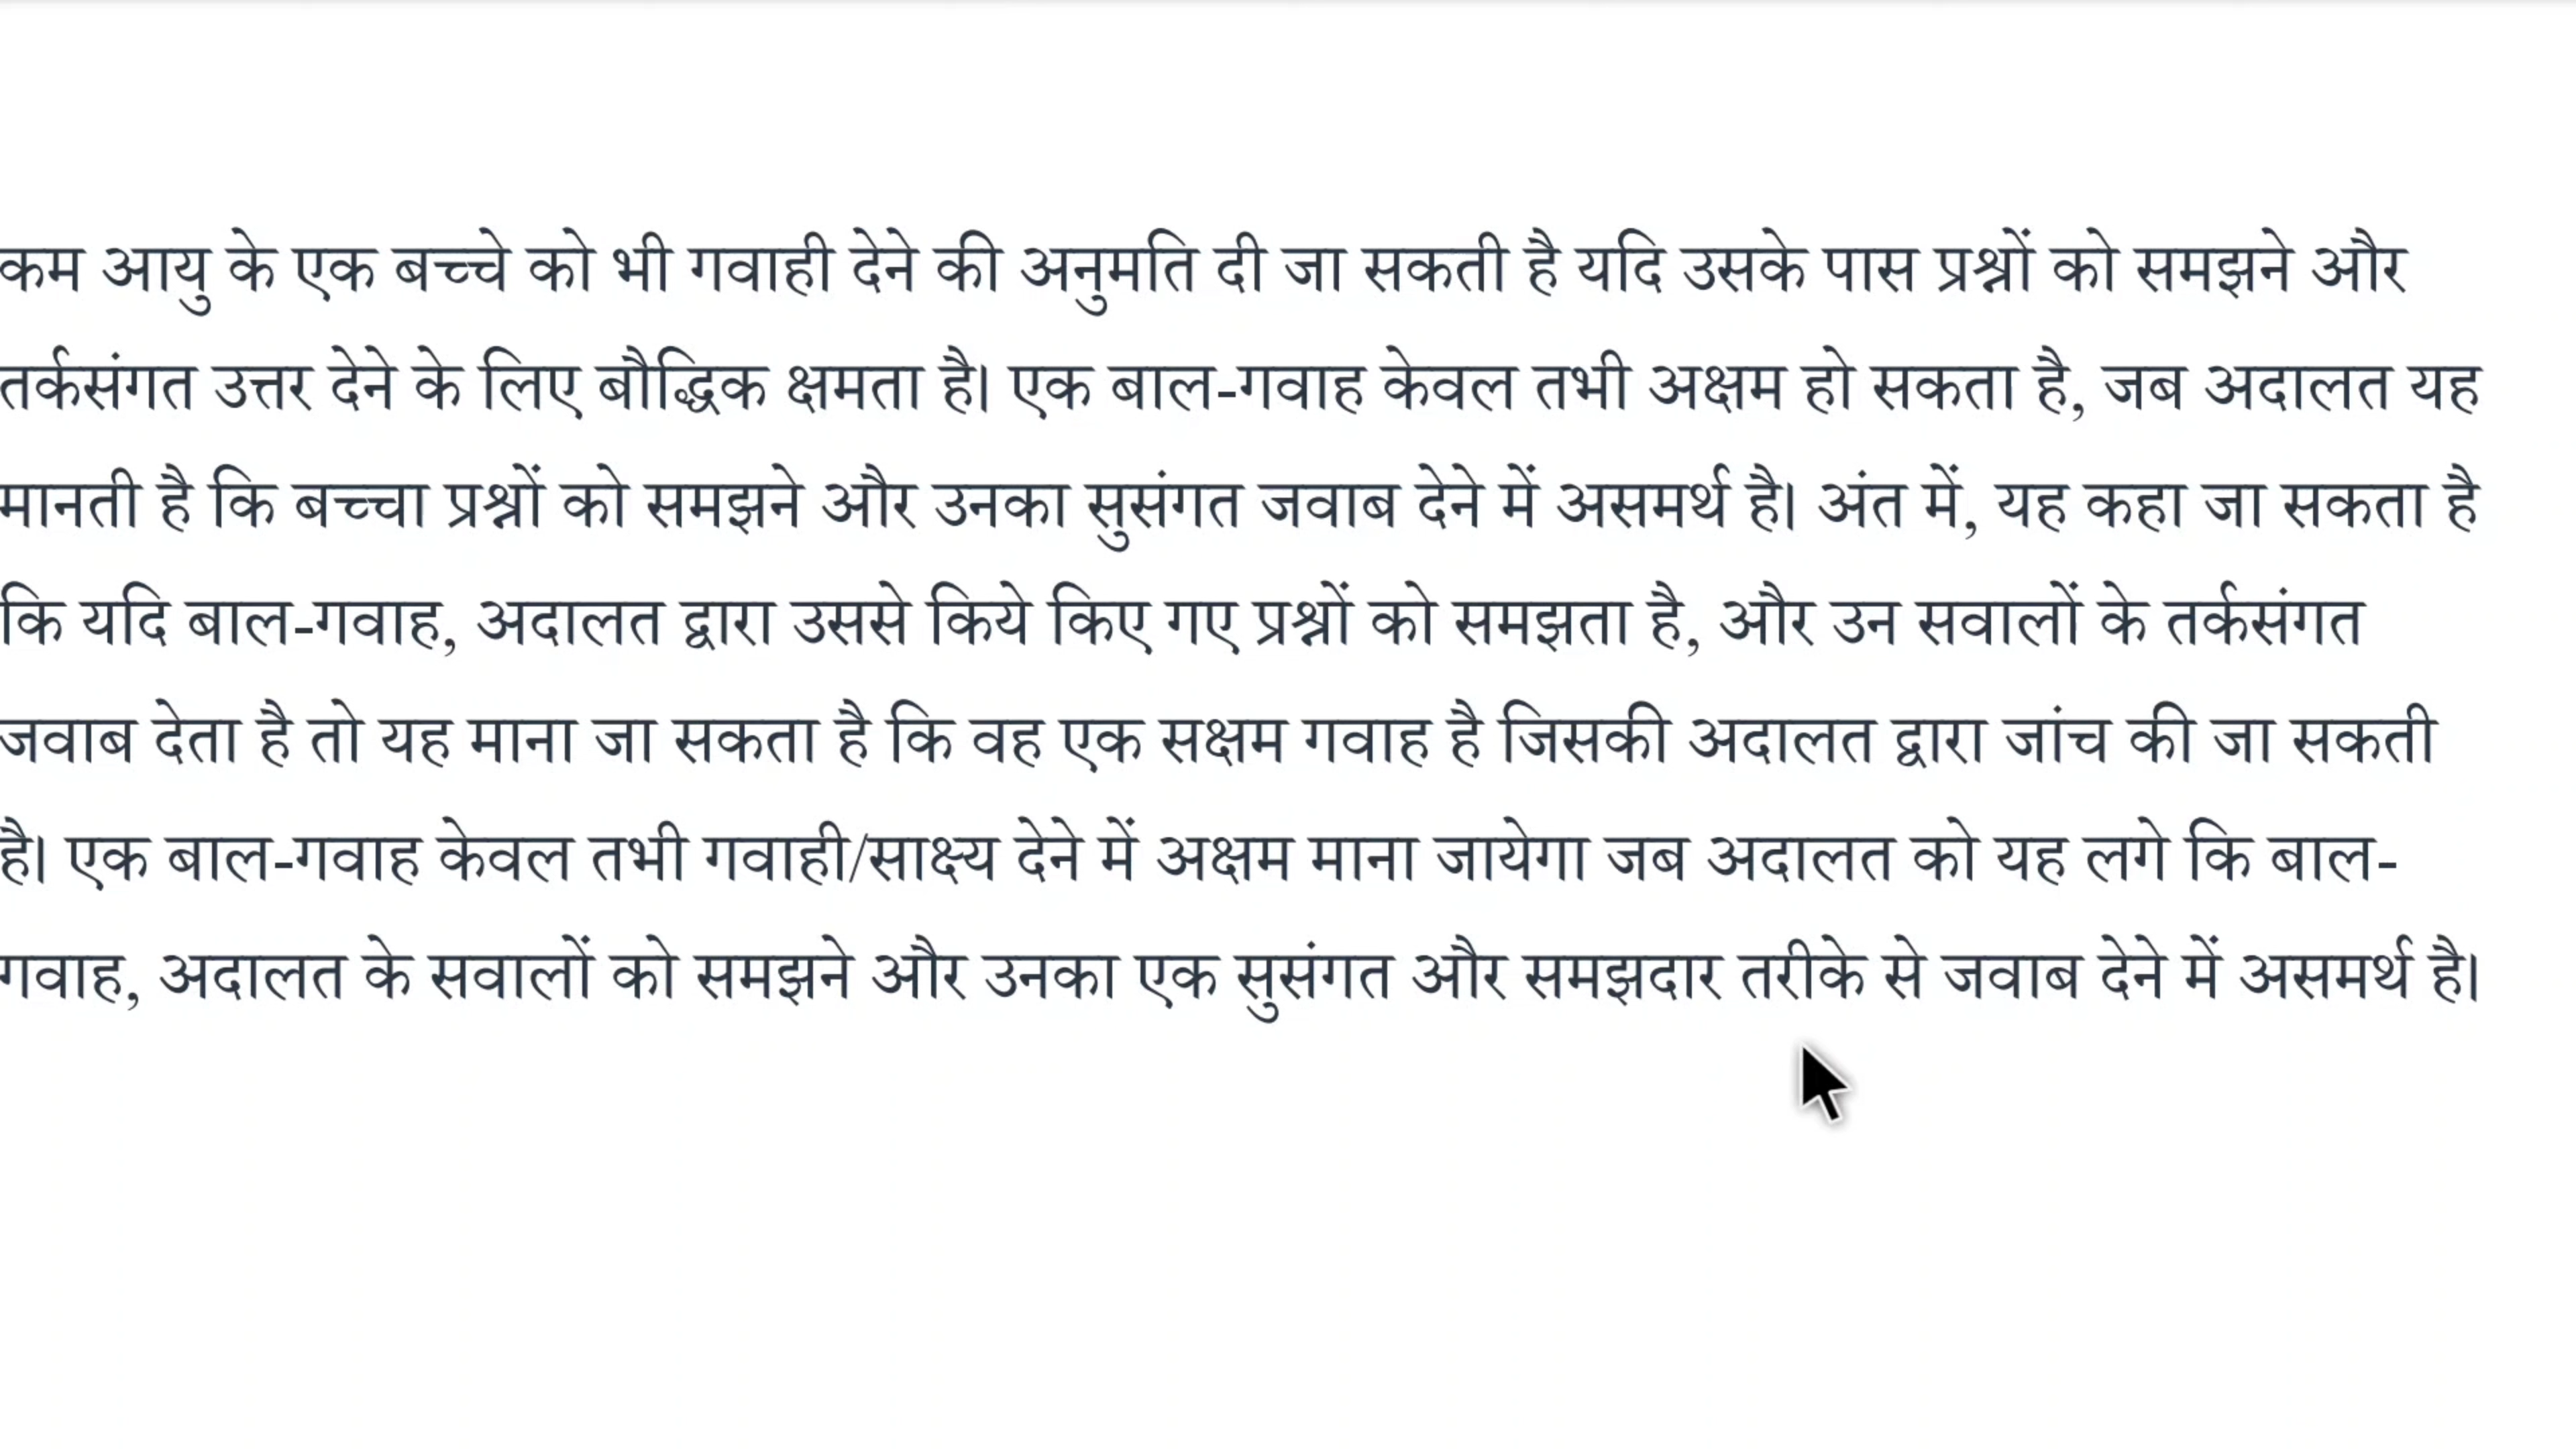 कम आयु के एक बच्चे को भी गवाही देने की अनुमति दी जा सकती है यदि उसके पास प्रश्नों को समझने और
तर्कसंगत उत्तर देने के लिए बौद्धिक क्षमता है। एक बाल-गवाह केवल तभी अक्षम हो सकता है, जब अदालत यह
मानती है कि बच्चा प्रश्नों को समझने और उनका सुसंगत जवाब देने में असमर्थ है। अंत में, यह कहा जा सकता है
कि यदि बाल-गवाह, अदालत द्वारा उससे किये किए गए प्रश्नों को समझता है, और उन सवालों के तर्कसंगत
जवाब देता है तो यह माना जा सकता है कि वह एक सक्षम गवाह है जिसकी अदालत द्वारा जांच की जा सकती
है। एक बाल-गवाह केवल तभी गवाही/साक्ष्य देने में अक्षम माना जायेगा जब अदालत को यह लगे कि बाल-
गवाह, अदालत के सवालों को समझने और उनका एक सुसंगत और समझदार तरीके से जवाब देने में असमर्थ है।